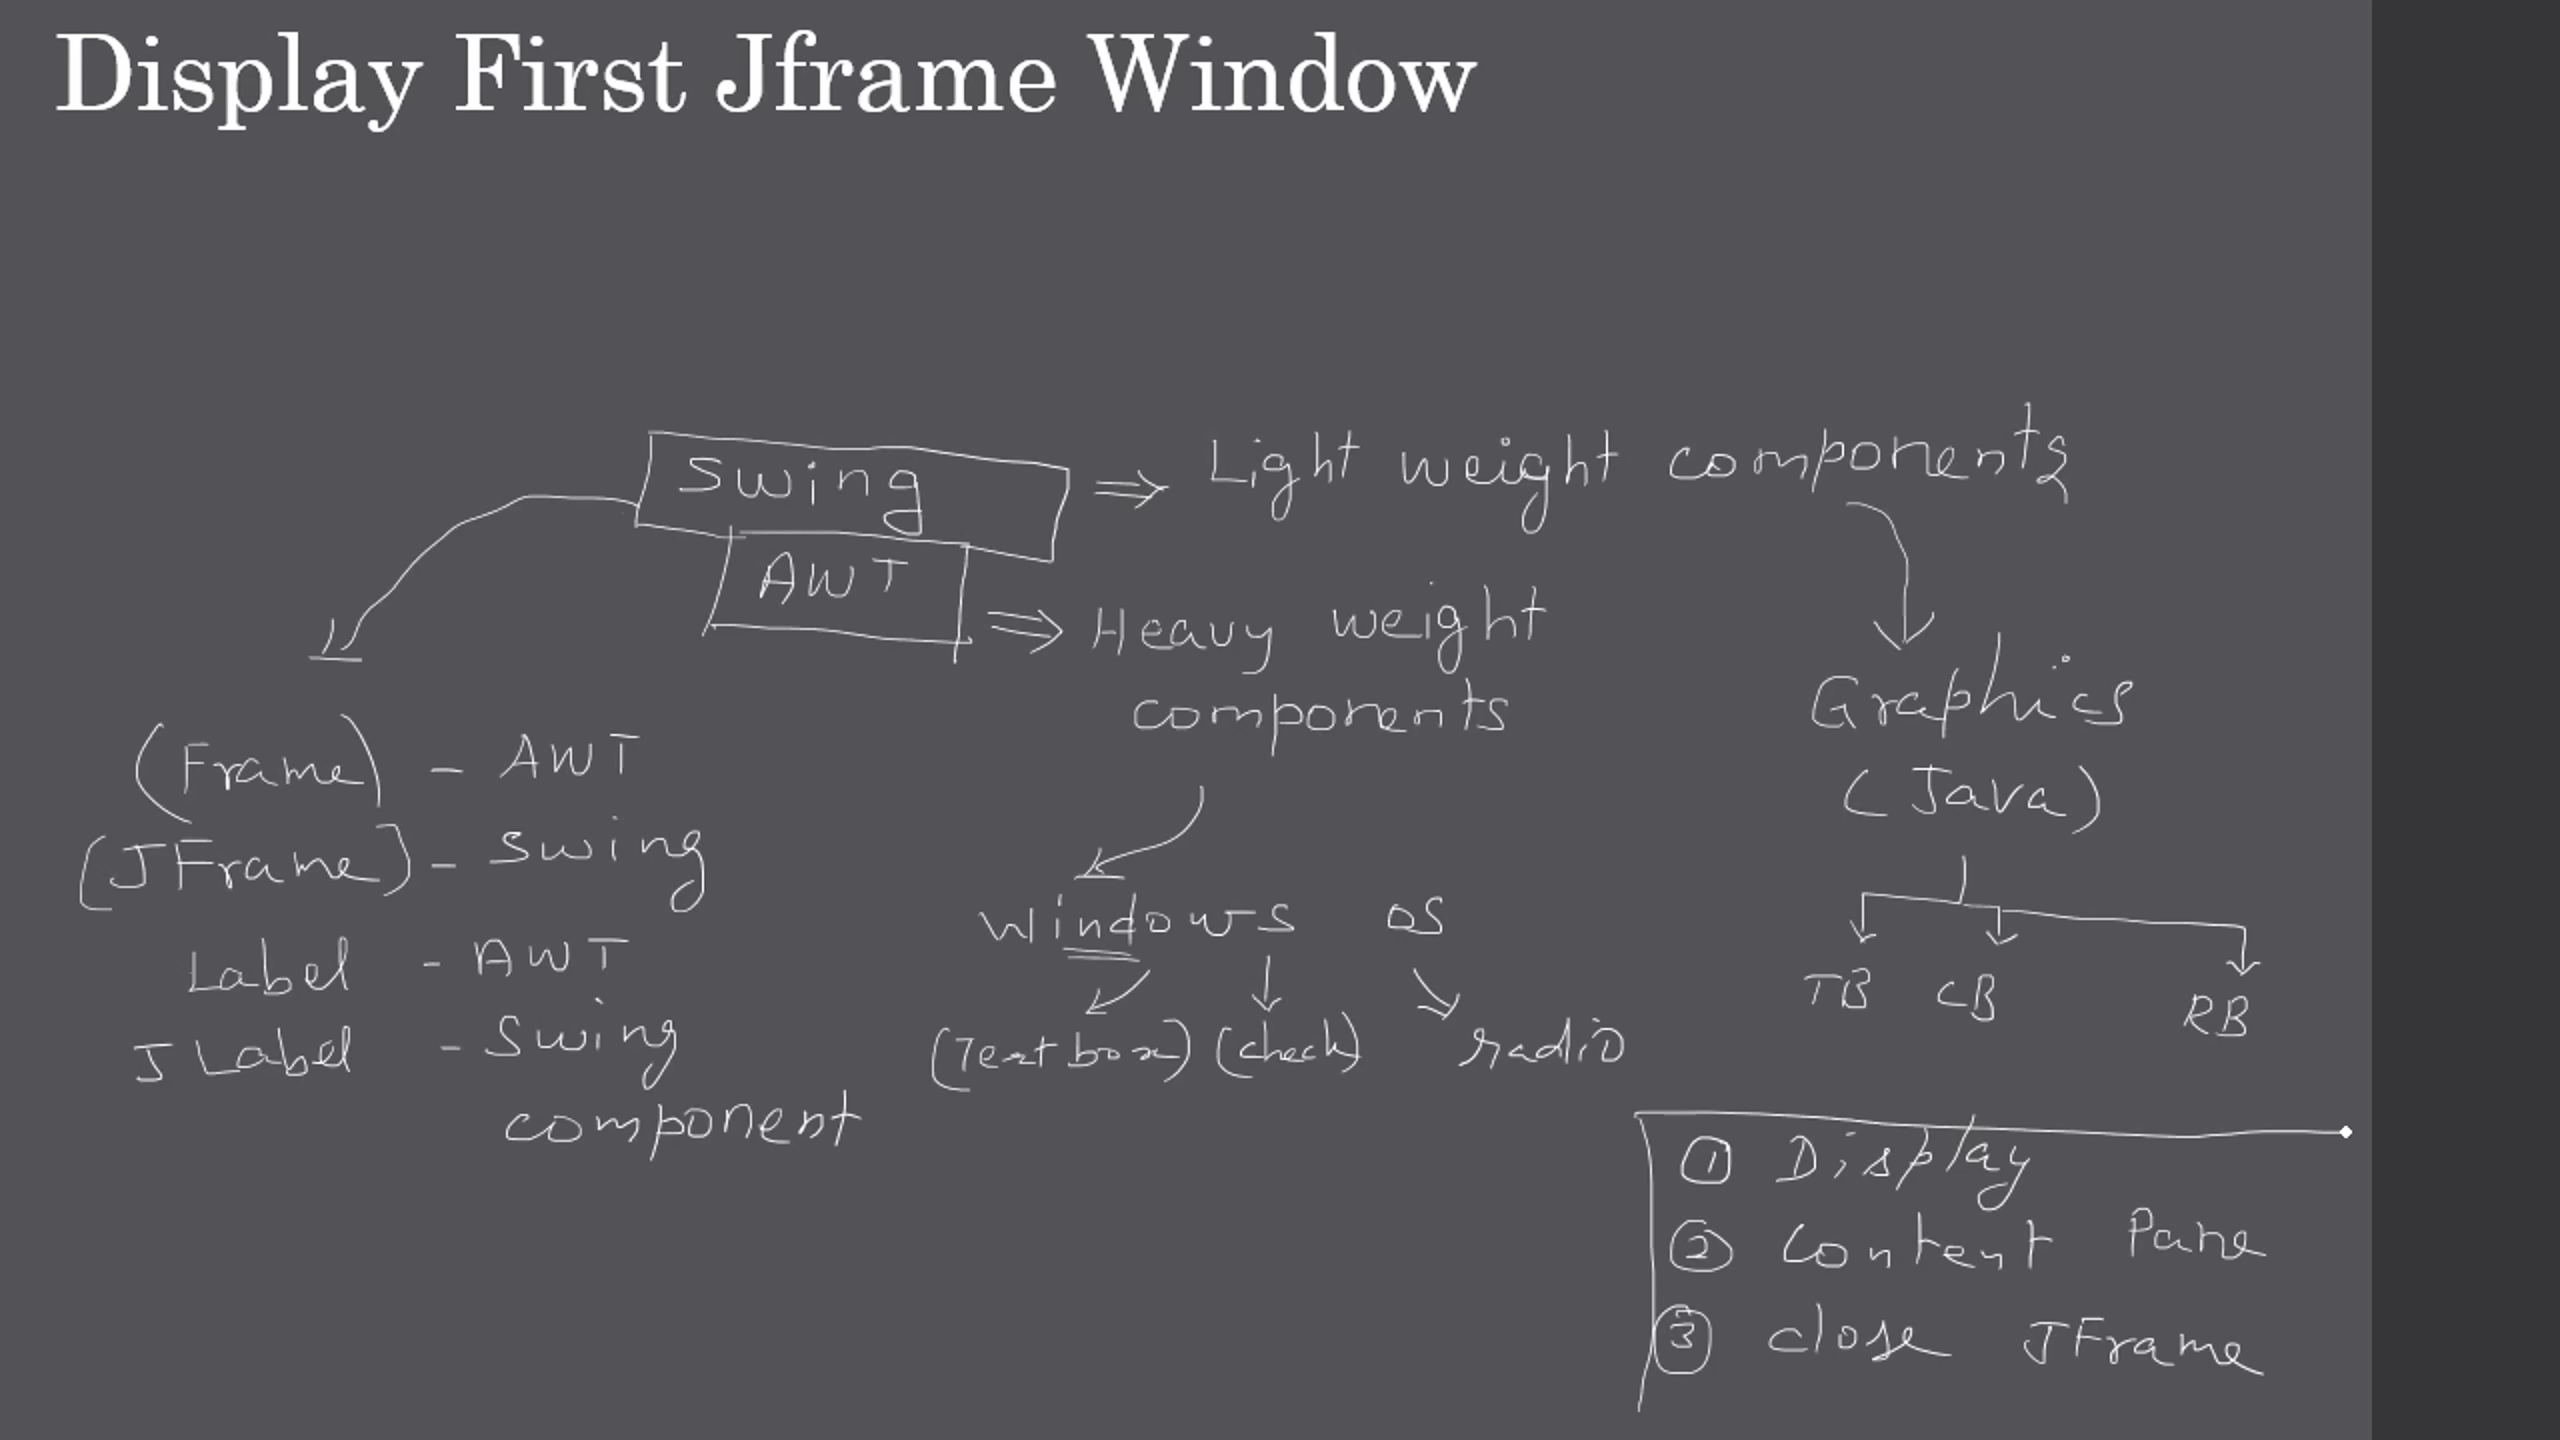 Display First Jframe Window
Swing ⇒ Light weight components
AWT ⇒ Heavy weight
components
(Frame) - AWT
(JFrame) - Swing
Label - AWT
JLabel - Swing
component
Windows OS
(Text box) (check) radio
Graphics
(Java)
TB CB RB
① Display
② Content Pane
③ close JFrame